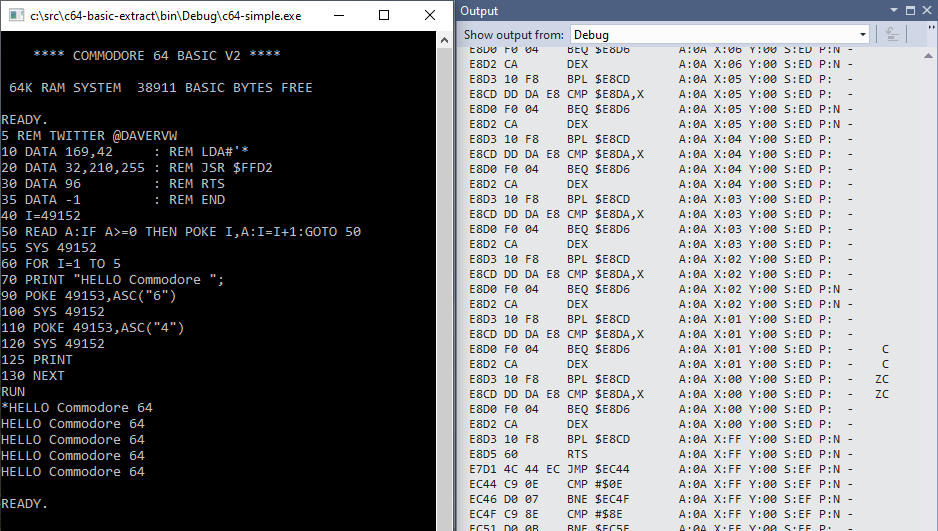 c:\src\c64-basic-extract\bin\Debug\c64-simple.exe
**** COMMODORE 64 BASIC V2 ****
64K RAM SYSTEM  38911 BASIC BYTES FREE
READY.
5 REM TWITTER @DAVERVW
10 DATA 169,42     : REM LDA#'*
20 DATA 32,210,255 : REM JSR $FFD2
30 DATA 96         : REM RTS
35 DATA -1         : REM END
40 I=49152
50 READ A:IF A>=0 THEN POKE I,A:I=I+1:GOTO 50
55 SYS 49152
60 FOR I=1 TO 5
70 PRINT "HELLO Commodore ";
90 POKE 49153,ASC("6")
100 SYS 49152
110 POKE 49153,ASC("4")
120 SYS 49152
125 PRINT
130 NEXT
RUN
*HELLO Commodore 64
HELLO Commodore 64
HELLO Commodore 64
HELLO Commodore 64
HELLO Commodore 64
READY.
Output
Show output from: Debug
E8D0 F0 04    BEQ $E8D6       A:0A X:06 Y:00 S:ED P:N -
E8D2 CA       DEX             A:0A X:06 Y:00 S:ED P:N -
E8D3 10 F8    BPL $E8CD       A:0A X:05 Y:00 S:ED P:  -
E8CD DD DA E8 CMP $E8DA,X     A:0A X:05 Y:00 S:ED P:  -
E8D0 F0 04    BEQ $E8D6       A:0A X:05 Y:00 S:ED P:N -
E8D2 CA       DEX             A:0A X:05 Y:00 S:ED P:N -
E8D3 10 F8    BPL $E8CD       A:0A X:04 Y:00 S:ED P:  -
E8CD DD DA E8 CMP $E8DA,X     A:0A X:04 Y:00 S:ED P:  -
E8D0 F0 04    BEQ $E8D6       A:0A X:04 Y:00 S:ED P:  -
E8D2 CA       DEX             A:0A X:04 Y:00 S:ED P:  -
E8D3 10 F8    BPL $E8CD       A:0A X:03 Y:00 S:ED P:  -
E8CD DD DA E8 CMP $E8DA,X     A:0A X:03 Y:00 S:ED P:  -
E8D0 F0 04    BEQ $E8D6       A:0A X:03 Y:00 S:ED P:  -
E8D2 CA       DEX             A:0A X:03 Y:00 S:ED P:  -
E8D3 10 F8    BPL $E8CD       A:0A X:02 Y:00 S:ED P:  -
E8CD DD DA E8 CMP $E8DA,X     A:0A X:02 Y:00 S:ED P:  -
E8D0 F0 04    BEQ $E8D6       A:0A X:02 Y:00 S:ED P:N -
E8D2 CA       DEX             A:0A X:02 Y:00 S:ED P:N -
E8D3 10 F8    BPL $E8CD       A:0A X:01 Y:00 S:ED P:  -
E8CD DD DA E8 CMP $E8DA,X     A:0A X:01 Y:00 S:ED P:  -
E8D0 F0 04    BEQ $E8D6       A:0A X:01 Y:00 S:ED P:  -    C
E8D2 CA       DEX             A:0A X:01 Y:00 S:ED P:  -    C
E8D3 10 F8    BPL $E8CD       A:0A X:00 Y:00 S:ED P:  -   ZC
E8CD DD DA E8 CMP $E8DA,X     A:0A X:00 Y:00 S:ED P:  -   ZC
E8D0 F0 04    BEQ $E8D6       A:0A X:00 Y:00 S:ED P:  -
E8D2 CA       DEX             A:0A X:00 Y:00 S:ED P:  -
E8D3 10 F8    BPL $E8CD       A:0A X:FF Y:00 S:ED P:N -
E8D5 60       RTS             A:0A X:FF Y:00 S:ED P:N -
E7D1 4C 44 EC JMP $EC44       A:0A X:FF Y:00 S:EF P:N -
EC44 C9 0E    CMP #$0E        A:0A X:FF Y:00 S:EF P:N -
EC46 D0 07    BNE $EC4F       A:0A X:FF Y:00 S:EF P:N -
EC4F C9 8E    CMP #$8E        A:0A X:FF Y:00 S:EF P:N -
EC51 D0 0B    BNE $EC5E       A:0A X:FF Y:00 S:EF P:  -